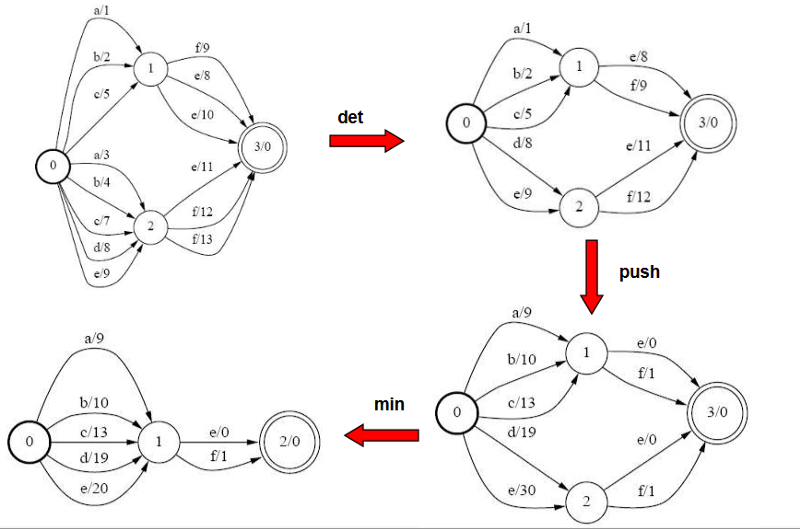 a/1
b/2
c/5
a/3
b/4
c/7
d/8
e/9
0
1
2
f/9
e/8
e/10
e/11
f/12
f/13
3/0
det
a/1
b/2
c/5
d/8
e/9
0
1
2
e/8
f/9
e/11
f/12
3/0
push
a/9
b/10
c/13
d/19
e/30
0
1
2
e/0
f/1
e/0
f/1
3/0
min
a/9
b/10
c/13
d/19
e/20
0
1
e/0
f/1
2/0